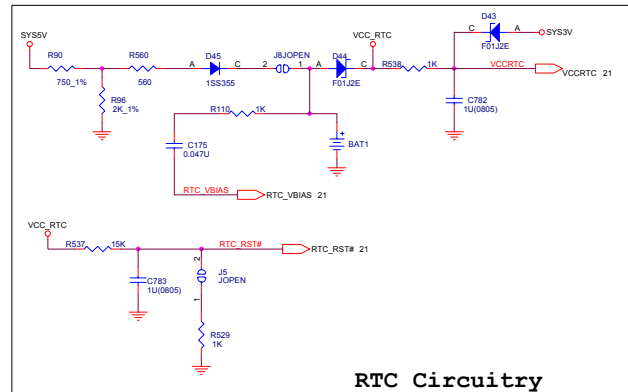 D43
SYS5V
VCC_RTC
C
A
SYS3V
R90
R560
D45
J8JOPEN
D44
F01J2E
A
C
2
1
A
C
R538
1K
VCCRTC
VCCRTC 21
750_1%
560
1SS355
F01J2E
R96
2K_1%
R110
1K
C782
1U(0805)
C175
0.047U
+
BAT1
RTC_VBIAS
RTC_VBIAS 21
VCC_RTC
R537
15K
RTC_RST#
RTC_RST# 21
2
C783
1U(0805)
J5
JOPEN
1
R529
1K
RTC Circuitry